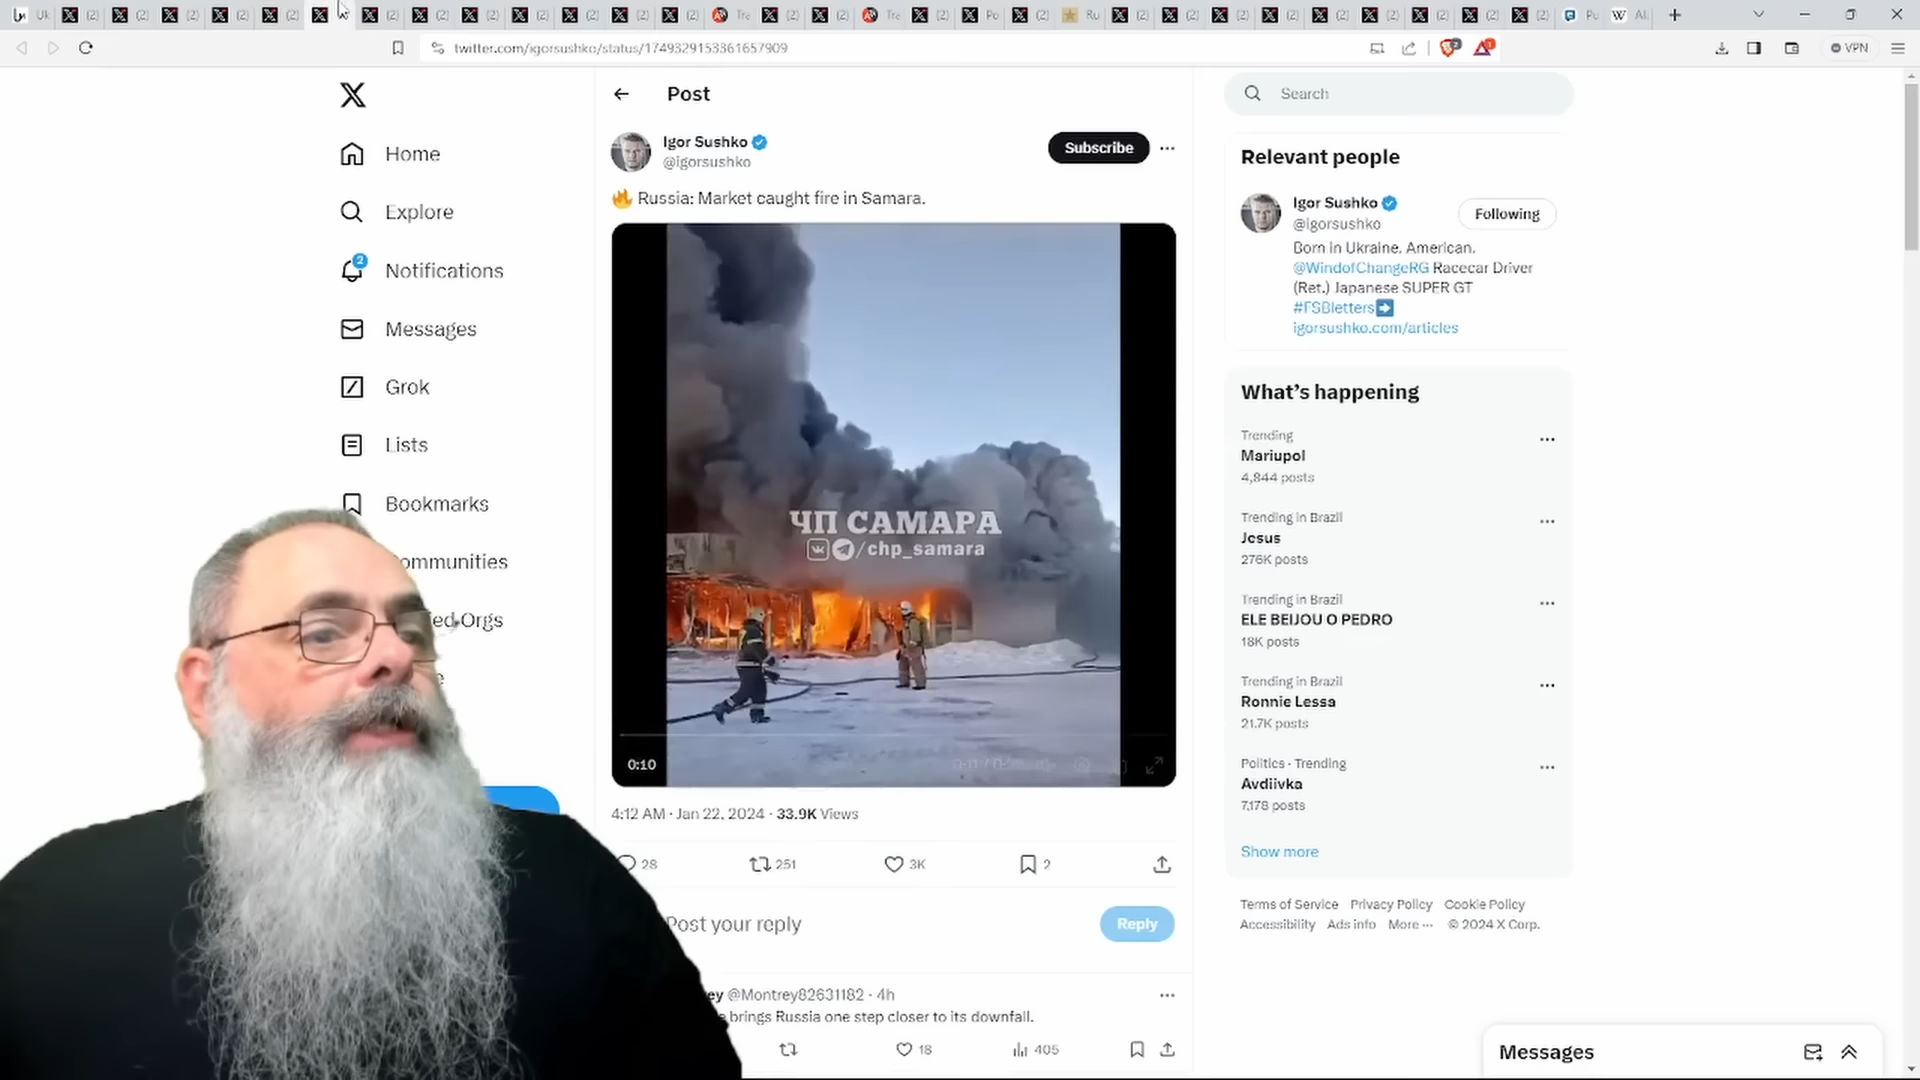 twitter.com/igorsushko/status/1749329153361657909
VPN
Home
Explore
2
Notifications
Messages
Grok
Lists
Bookmarks
ommunities
ed Orgs
Post
Igor Sushko
@igorsushko
Subscribe
Russia: Market caught fire in Samara.
ЧП САМАРА
/chp_samara
0:10
4:12 AM · Jan 22, 2024 · 33.9K Views
28
251
3K
2
Post your reply
Reply
ey @Montrey82631182 · 4h
brings Russia one step closer to its downfall.
18
405
Search
Relevant people
Igor Sushko
@igorsushko
Following
Born in Ukraine. American.
@WindofChangeRG Racecar Driver
(Ret.) Japanese SUPER GT
#FSBletters
igorsushko.com/articles
What's happening
Trending
Mariupol
4,844 posts
Trending in Brazil
Jesus
276K posts
Trending in Brazil
ELE BEIJOU O PEDRO
18K posts
Trending in Brazil
Ronnie Lessa
21.7K posts
Politics · Trending
Avdiivka
7,178 posts
Show more
Terms of Service Privacy Policy Cookie Policy
Accessibility Ads info More ··· © 2024 X Corp.
Messages